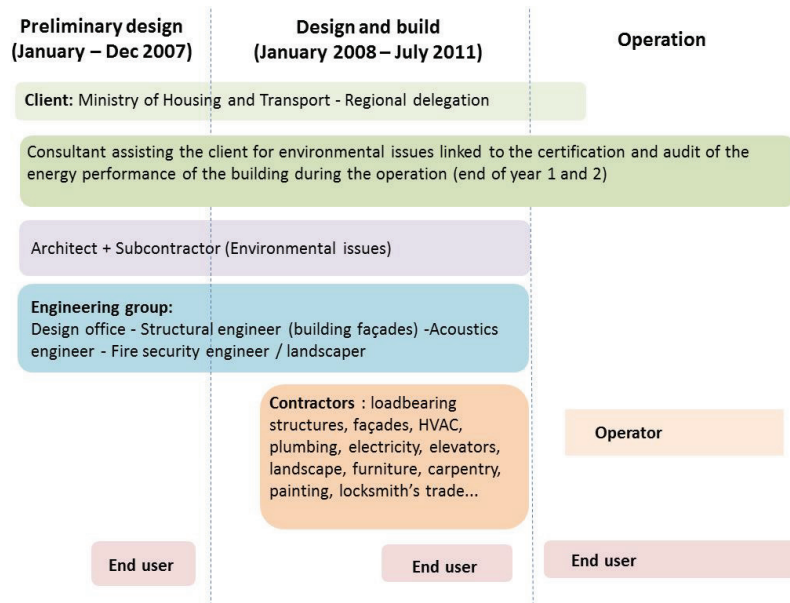 Preliminary design
(January – Dec 2007)
Design and build
(January 2008 – July 2011)
Operation
Client: Ministry of Housing and Transport - Regional delegation
Consultant assisting the client for environmental issues linked to the certification and audit of the
energy performance of the building during the operation (end of year 1 and 2)
Architect + Subcontractor (Environmental issues)
Engineering group:
Design office - Structural engineer (building façades) -Acoustics
engineer - Fire security engineer / landscaper
Contractors : loadbearing
structures, façades, HVAC,
plumbing, electricity, elevators,
landscape, furniture, carpentry,
painting, locksmith’s trade...
Operator
End user
End user
End user